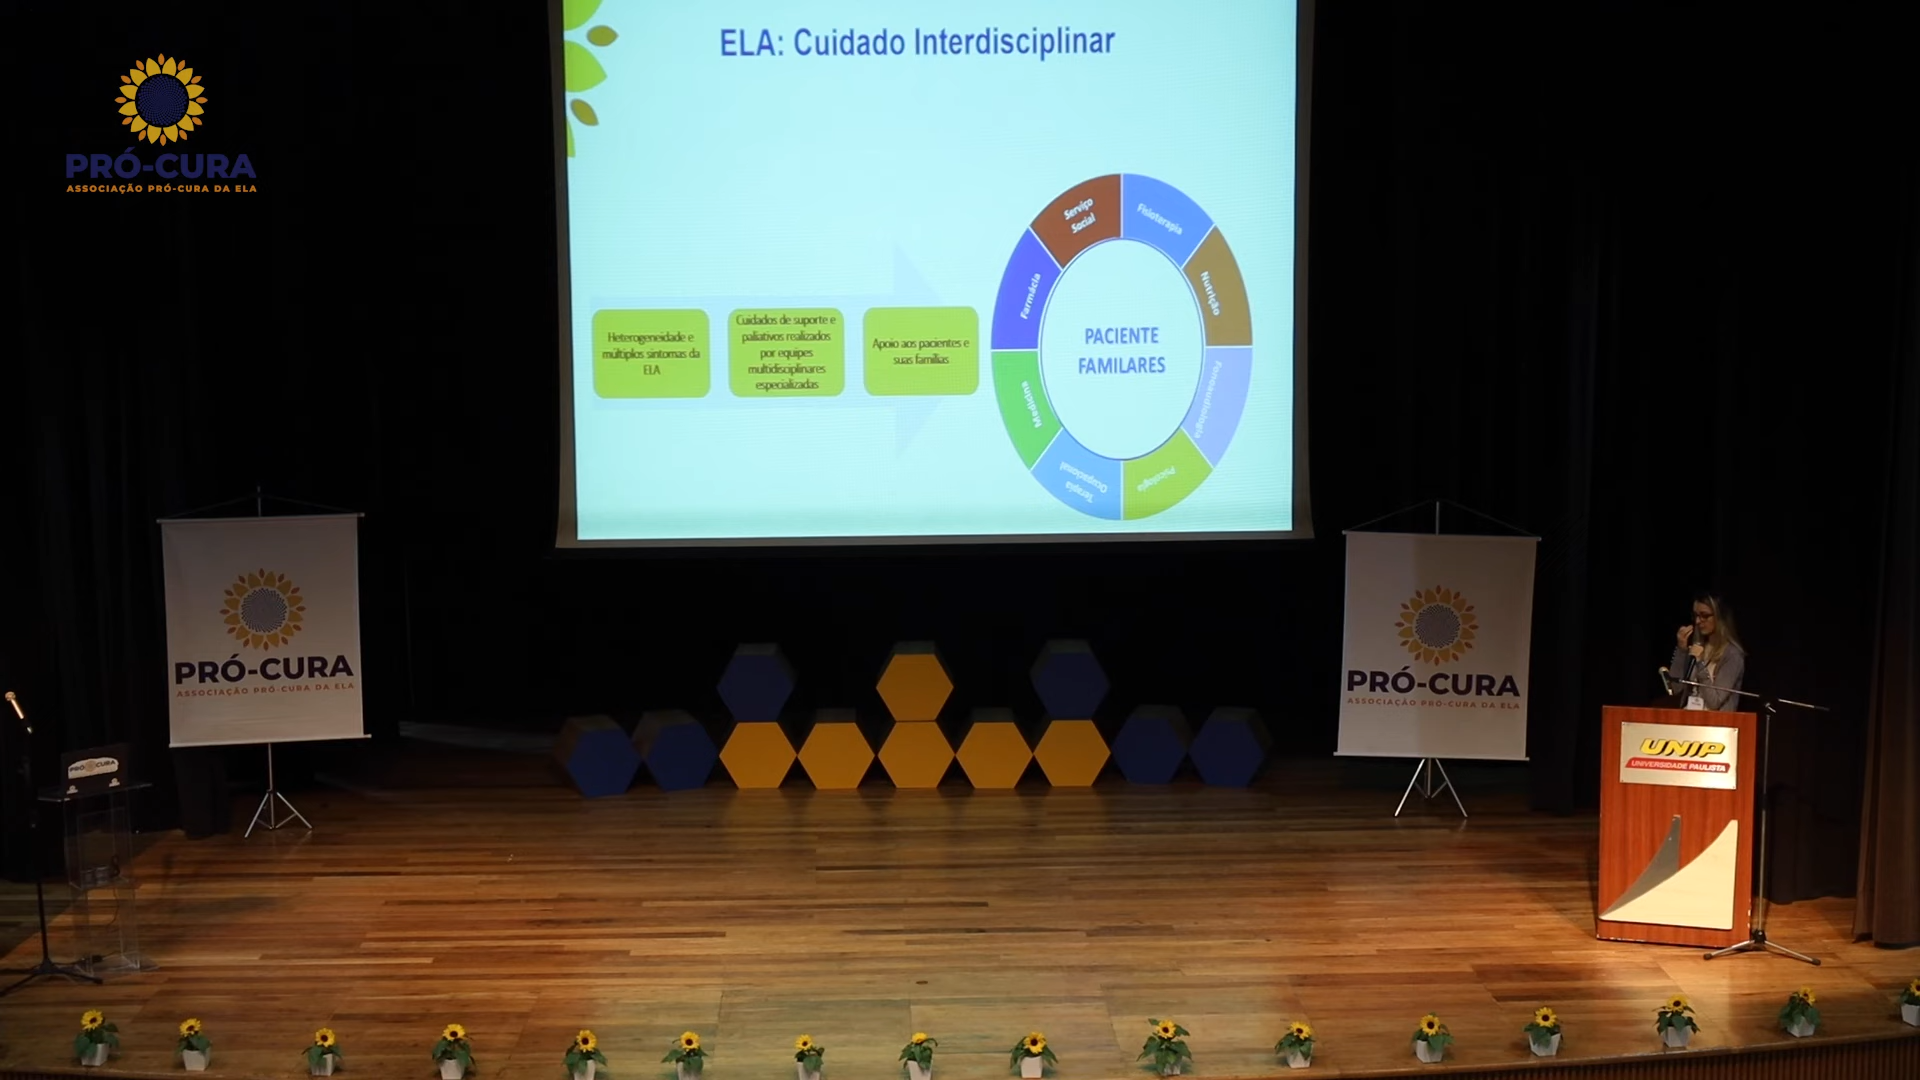 PRÓ-CURA
ASSOCIAÇÃO PRÓ-CURA DA ELA
ELA: Cuidado Interdisciplinar
Heterogeneidade e
múltiplos sintomas da
ELA
Cuidados de suporte e
paliativos realizados
por equipes
multidisciplinares
especializadas
Apoio aos pacientes e
suas famílias
Serviço
Social
Fisioterapia
Nutrição
Fonoaudiologia
Psicologia
Terapia
Ocupacional
Medicina
Farmácia
PACIENTE
FAMILARES
PRÓ-CURA
ASSOCIAÇÃO PRÓ-CURA DA ELA
PRÓ-CURA
ASSOCIAÇÃO PRÓ-CURA DA ELA
PRÓ-CURA
UNIP
UNIVERSIDADE PAULISTA